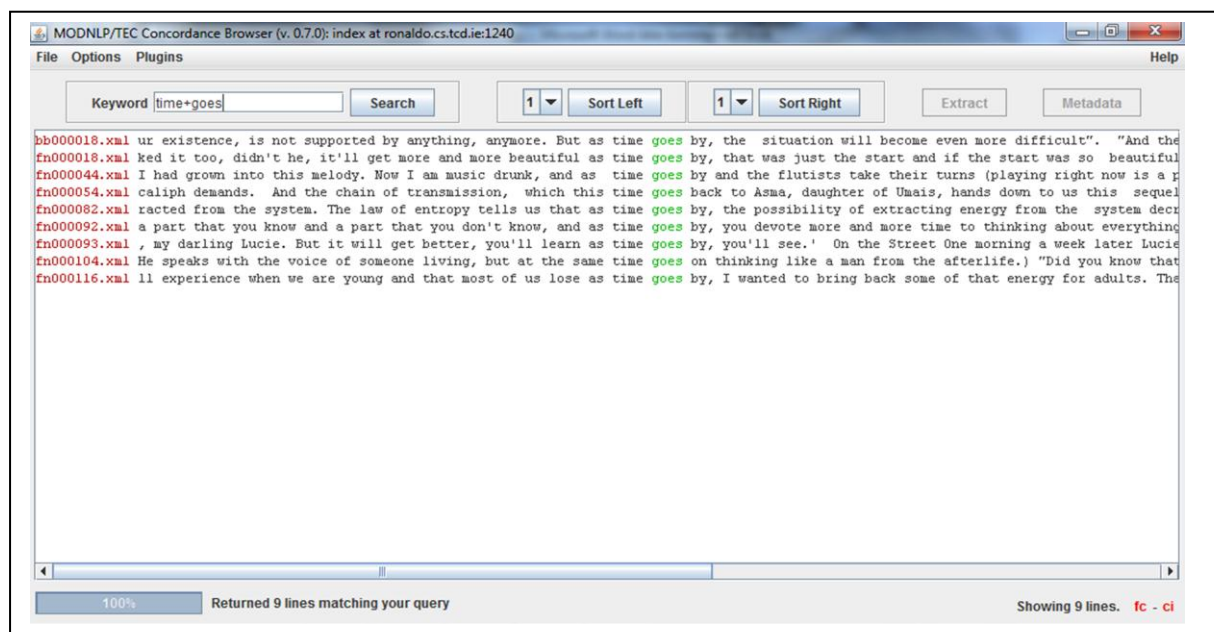 MODNLP/TEC Concordance Browser (v. 0.7.0): index at ronaldo.cs.tcd.ie:1240
File Options Plugins Help
Keyword time+goes Search 1 Sort Left 1 Sort Right Extract Metadata
bb000018.xml ur existence, is not supported by anything, anymore. But as time goes by, the situation will become even more difficult". "And the
fn000018.xml ked it too, didn't he, it'll get more and more beautiful as time goes by, that was just the start and if the start was so beautiful
fn000044.xml I had grown into this melody. Now I am music drunk, and as time goes by and the flutists take their turns (playing right now is a p
fn000054.xml caliph demands. And the chain of transmission, which this time goes back to Asma, daughter of Umais, hands down to us this sequel
fn000082.xml racted from the system. The law of entropy tells us that as time goes by, the possibility of extracting energy from the system decr
fn000092.xml a part that you know and a part that you don't know, and as time goes by, you devote more and more time to thinking about everything
fn000093.xml , my darling Lucie. But it will get better, you'll learn as time goes by, you'll see.' On the Street One morning a week later Lucie
fn000104.xml He speaks with the voice of someone living, but at the same time goes on thinking like a man from the afterlife.) "Did you know that
fn000116.xml ll experience when we are young and that most of us lose as time goes by, I wanted to bring back some of that energy for adults. The
100% Returned 9 lines matching your query Showing 9 lines. fc - ci